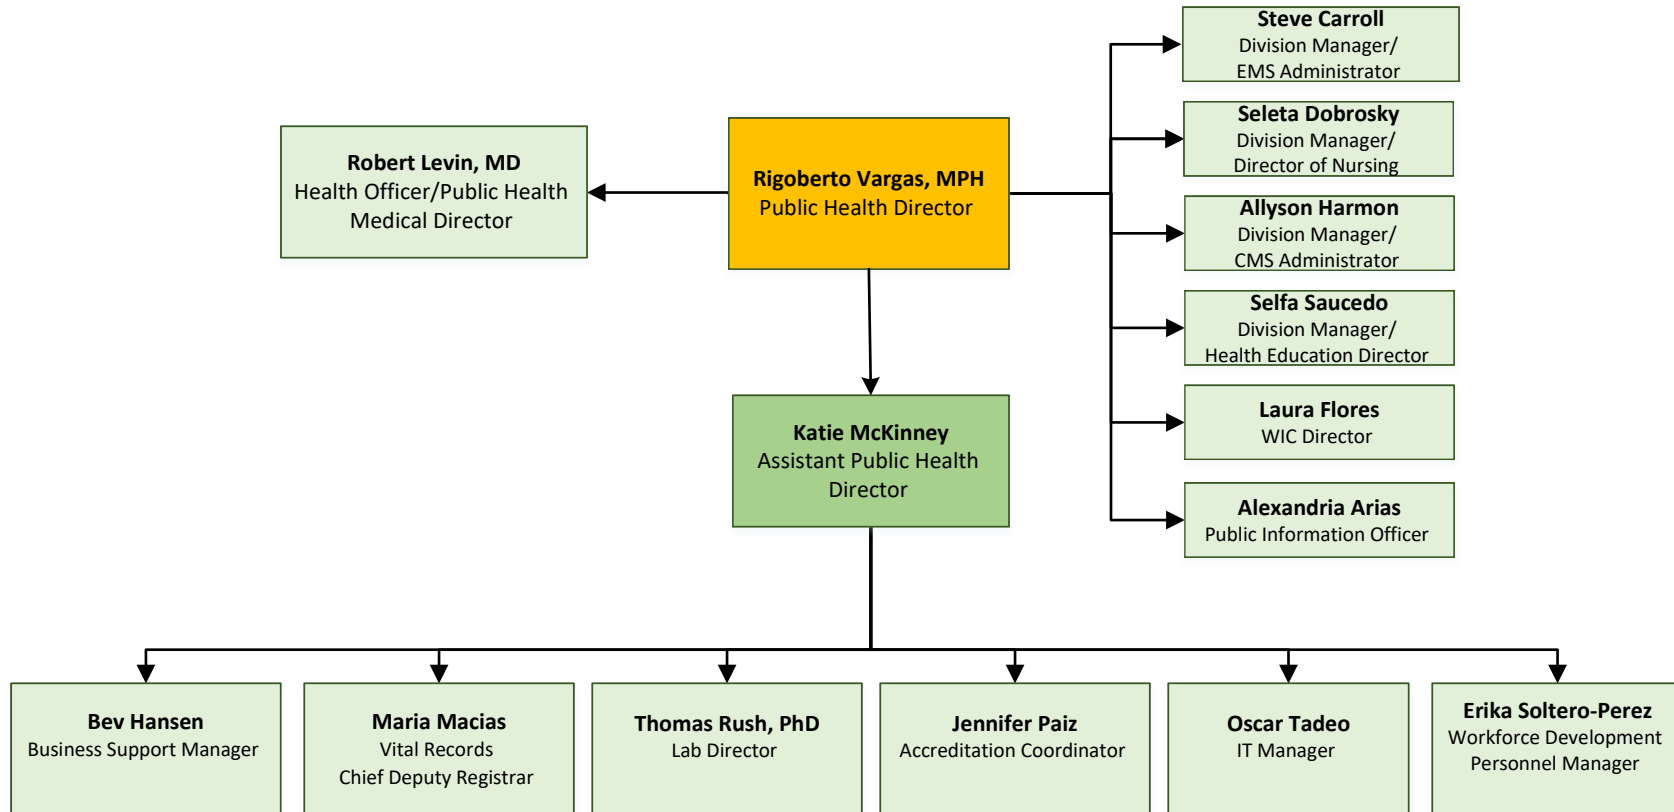 Steve Carroll
Division Manager/
EMS Administrator
Seleta Dobrosky
Division Manager/
Director of Nursing
Robert Levin, MD
Health Officer/Public Health
Medical Director
Rigoberto Vargas, MPH
Public Health Director
Allyson Harmon
Division Manager/
CMS Administrator
Selfa Saucedo
Division Manager/
Health Education Director
Katie McKinney
Assistant Public Health
Director
Laura Flores
WIC Director
Alexandria Arias
Public Information Officer
Bev Hansen
Business Support Manager
Maria Macias
Vital Records
Chief Deputy Registrar
Thomas Rush, PhD
Lab Director
Jennifer Paiz
Accreditation Coordinator
Oscar Tadeo
IT Manager
Erika Soltero-Perez
Workforce Development
Personnel Manager